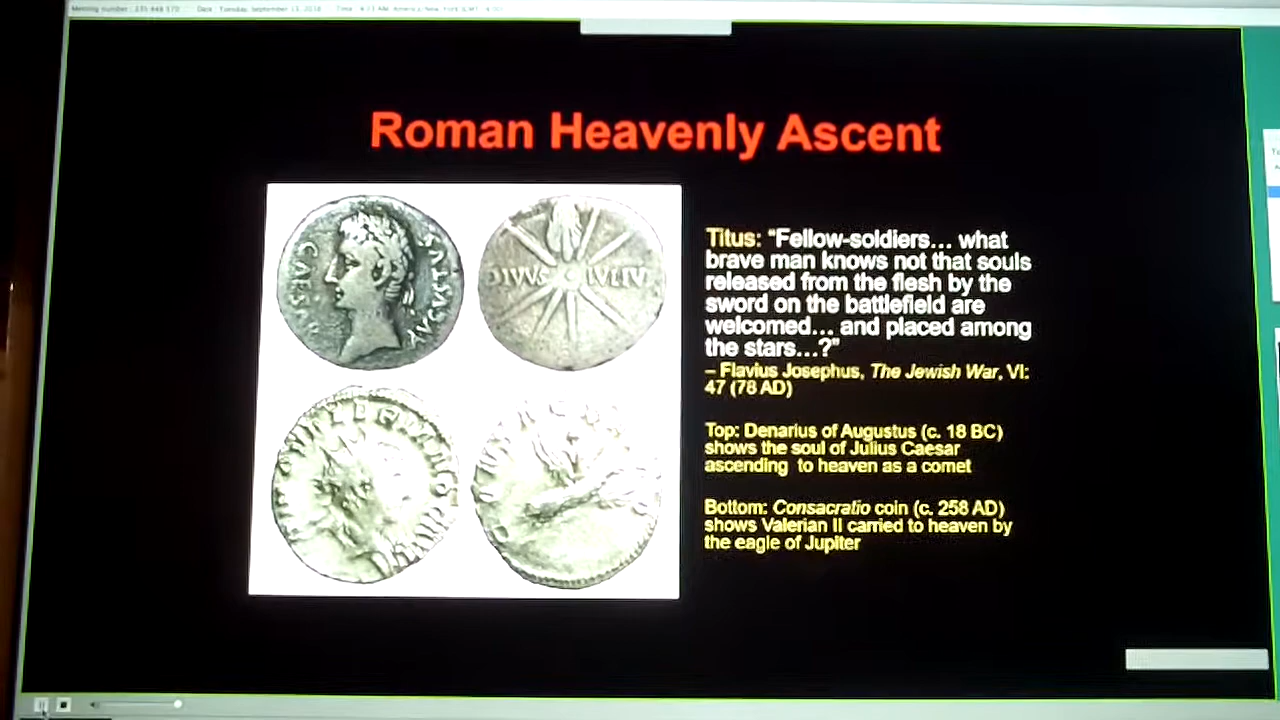 Roman Heavenly Ascent
CAESAR
AVGVSTVS
DIVVS IVLIV
Titus: "Fellow-soldiers... what
brave man knows not that souls
released from the flesh by the
sword on the battlefield are
welcomed... and placed among
the stars...?"
– Flavius Josephus, The Jewish War, VI:
47 (78 AD)
Top: Denarius of Augustus (c. 18 BC)
shows the soul of Julius Caesar
ascending to heaven as a comet
Bottom: Consacratio coin (c. 258 AD)
shows Valerian II carried to heaven by
the eagle of Jupiter